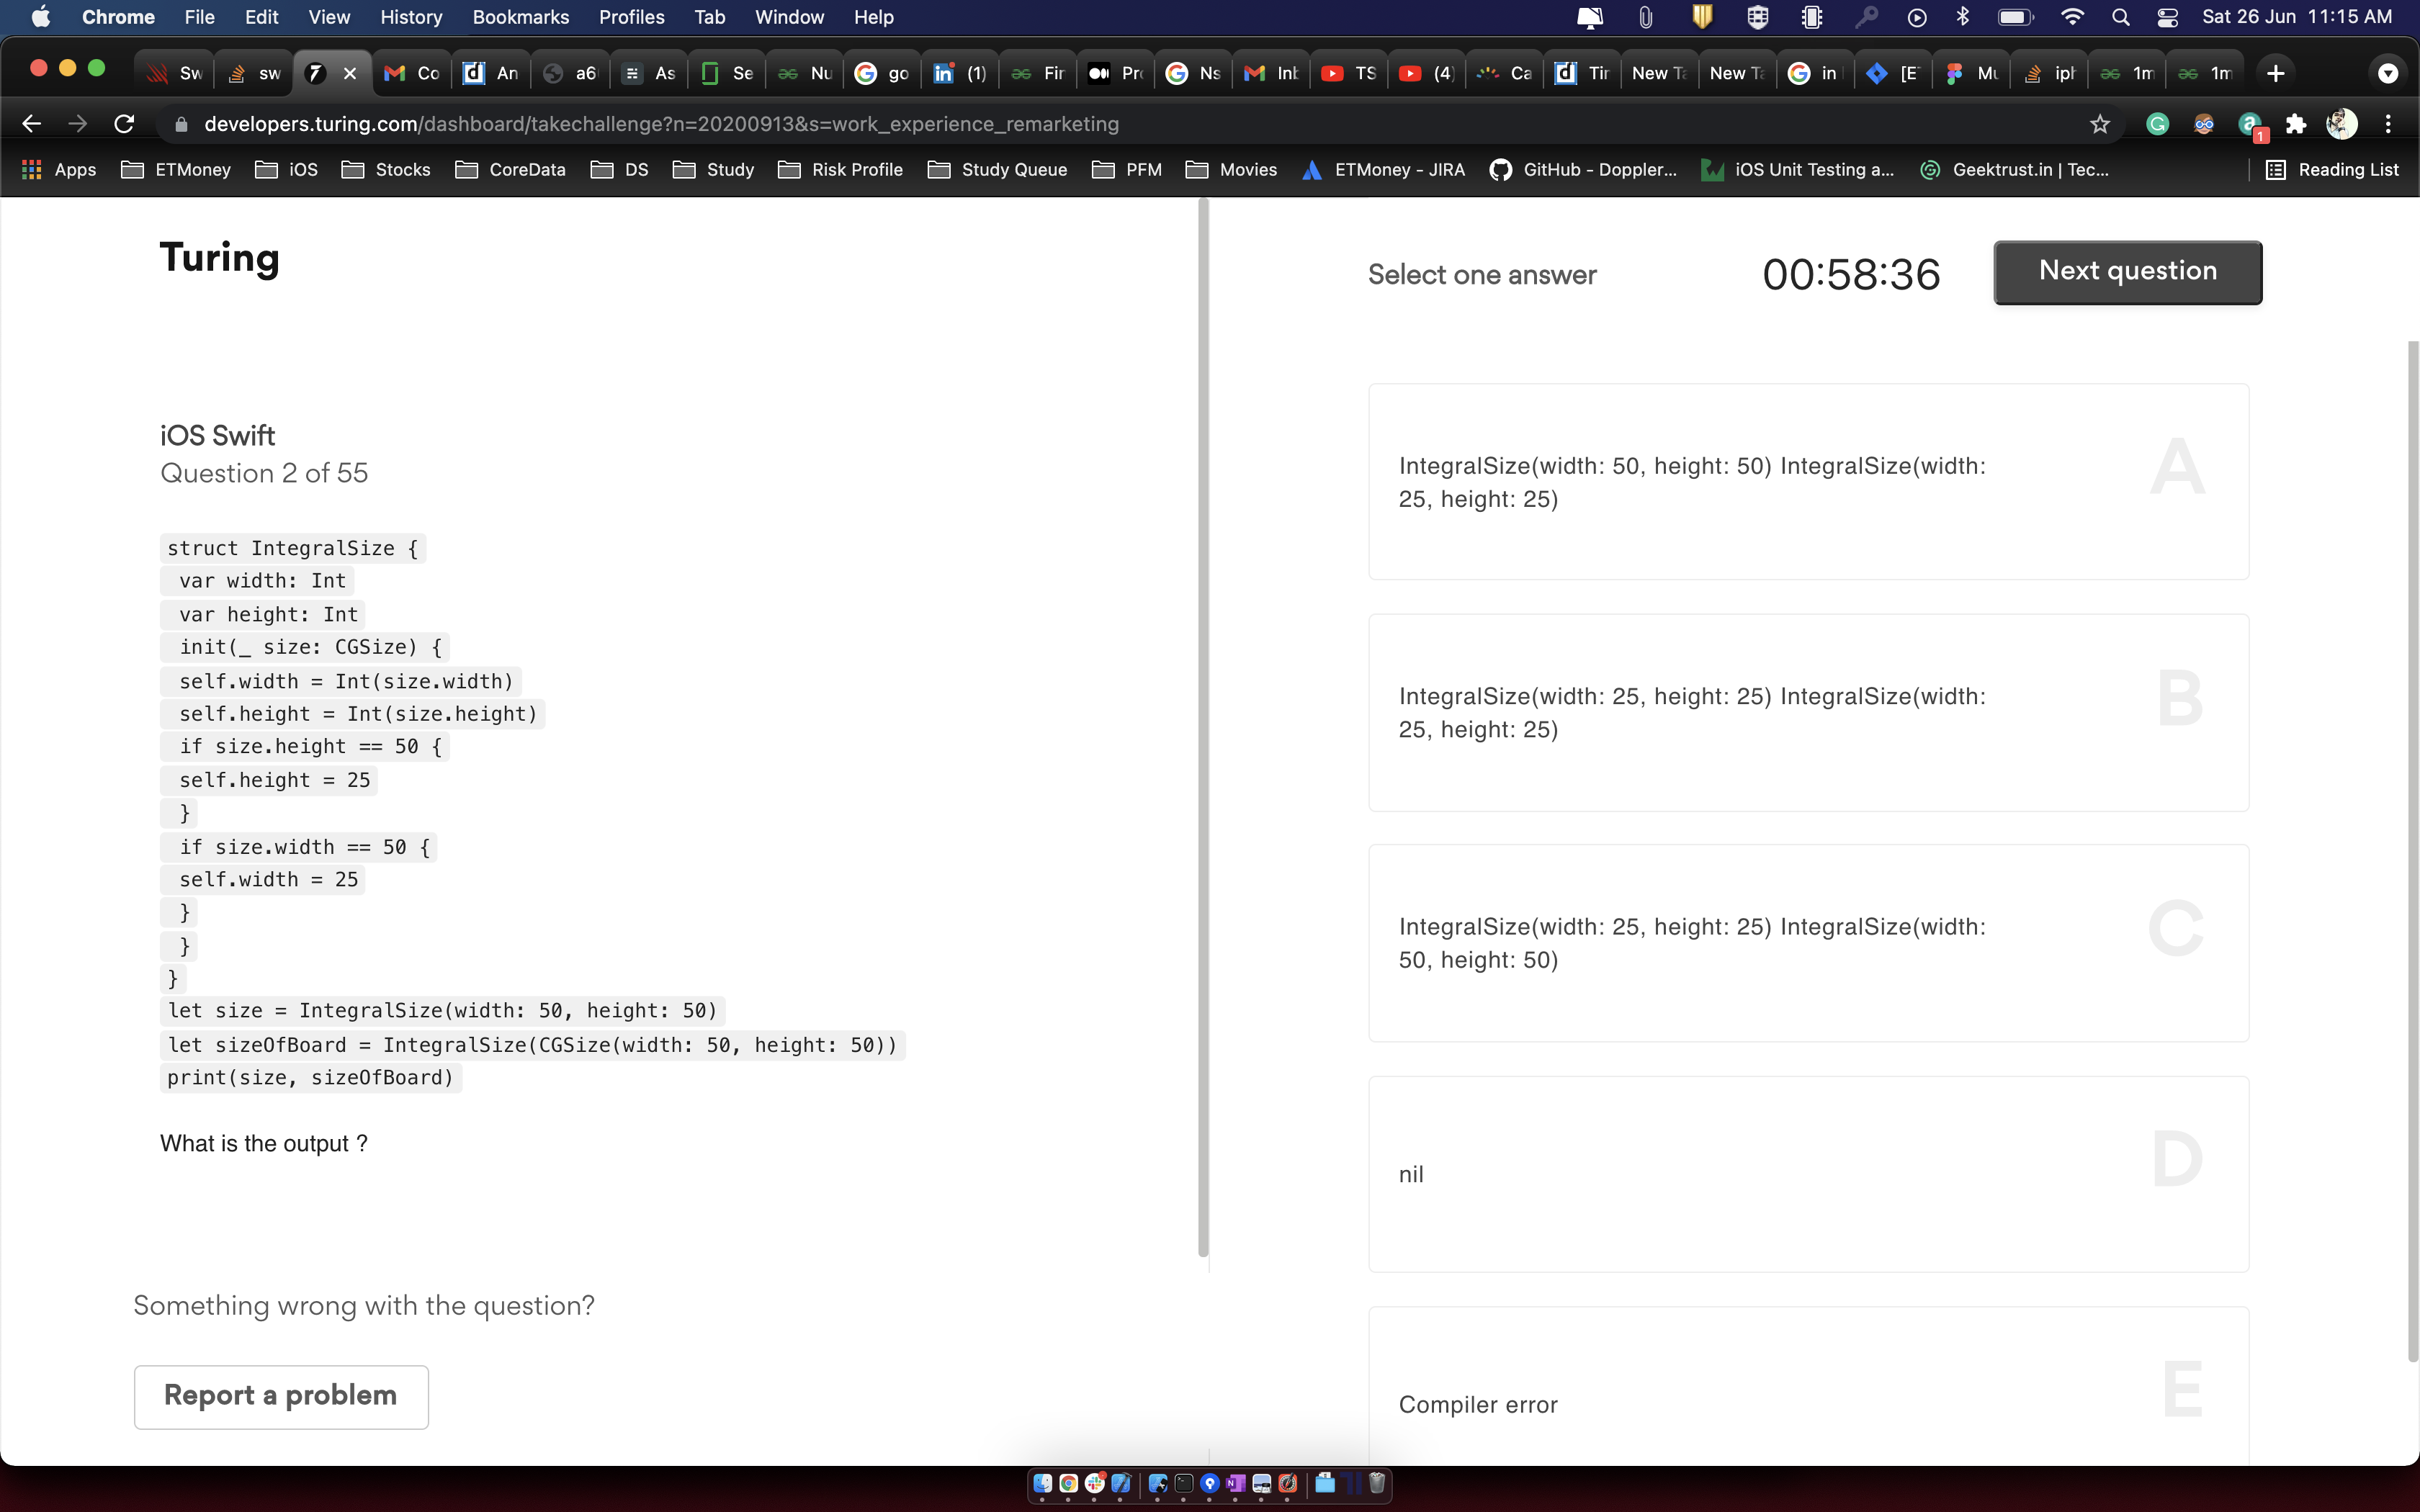 Chrome File Edit View History Bookmarks Profiles Tab Window Help Sat 26 Jun 11:15 AM
Sw sw Co An a6 As Se Nu go (1) Fir Pro Ns Inb TS (4) Ca Tir New Ta New Ta in [E Mu iph 1m 1m
developers.turing.com/dashboard/takechallenge?n=20200913&s=work_experience_remarketing
1
Apps ETMoney iOS Stocks CoreData DS Study Risk Profile Study Queue PFM Movies ETMoney - JIRA GitHub - Doppler... iOS Unit Testing a... Geektrust.in | Tec... Reading List
Turing
iOS Swift
Question 2 of 55
struct IntegralSize {
var width: Int
var height: Int
init(_ size: CGSize) {
self.width = Int(size.width)
self.height = Int(size.height)
if size.height == 50 {
self.height = 25
}
if size.width == 50 {
self.width = 25
}
}
}
let size = IntegralSize(width: 50, height: 50)
let sizeOfBoard = IntegralSize(CGSize(width: 50, height: 50))
print(size, sizeOfBoard)
What is the output ?
Something wrong with the question?
Report a problem
Select one answer 00:58:36 Next question
IntegralSize(width: 50, height: 50) IntegralSize(width:
25, height: 25)
A
IntegralSize(width: 25, height: 25) IntegralSize(width:
25, height: 25)
B
IntegralSize(width: 25, height: 25) IntegralSize(width:
50, height: 50)
C
nil
D
Compiler error
E